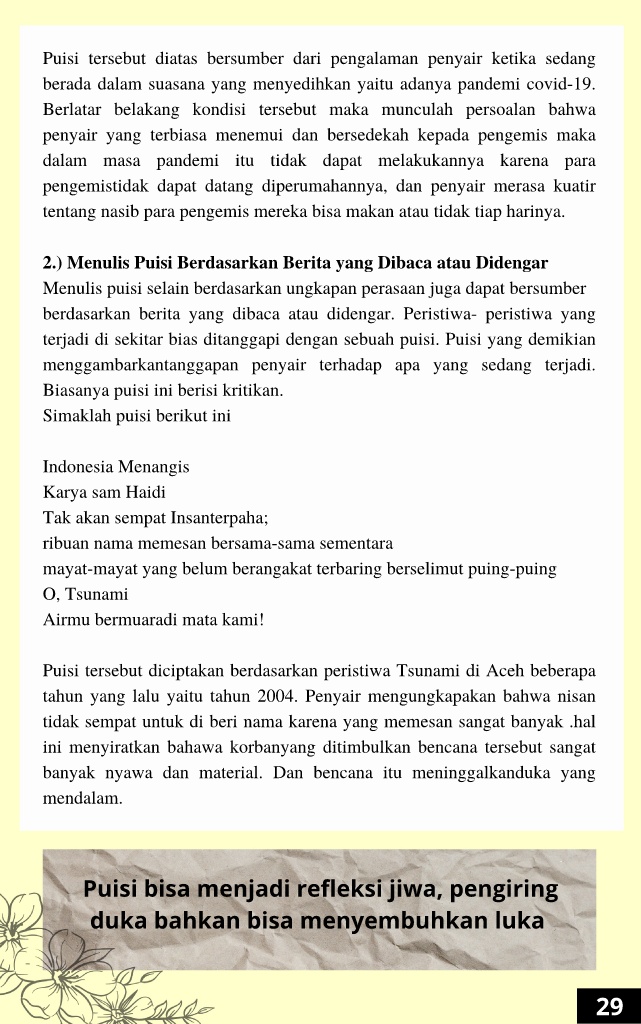 Puisi tersebut diatas bersumber dari pengalaman penyair ketika sedang
berada dalam suasana yang menyedihkan yaitu adanya pandemi covid-19.
Berlatar belakang kondisi tersebut maka munculah persoalan bahwa
penyair yang terbiasa menemui dan bersedekah kepada pengemis maka
dalam masa pandemi itu tidak dapat melakukannya karena para
pengemistidak dapat datang diperumahannya, dan penyair merasa kuatir
tentang nasib para pengemis mereka bisa makan atau tidak tiap harinya.
2.) Menulis Puisi Berdasarkan Berita yang Dibaca atau Didengar
Menulis puisi selain berdasarkan ungkapan perasaan juga dapat bersumber
berdasarkan berita yang dibaca atau didengar. Peristiwa- peristiwa yang
terjadi di sekitar bias ditanggapi dengan sebuah puisi. Puisi yang demikian
menggambarkantanggapan penyair terhadap apa yang sedang terjadi.
Biasanya puisi ini berisi kritikan.
Simaklah puisi berikut ini
Indonesia Menangis
Karya sam Haidi
Tak akan sempat Insanterpaha;
ribuan nama memesan bersama-sama sementara
mayat-mayat yang belum berangakat terbaring berselimut puing-puing
O, Tsunami
Airmu bermuaradi mata kami!
Puisi tersebut diciptakan berdasarkan peristiwa Tsunami di Aceh beberapa
tahun yang lalu yaitu tahun 2004. Penyair mengungkapakan bahwa nisan
tidak sempat untuk di beri nama karena yang memesan sangat banyak .hal
ini menyiratkan bahawa korbanyang ditimbulkan bencana tersebut sangat
banyak nyawa dan material. Dan bencana itu meninggalkanduka yang
mendalam.
Puisi bisa menjadi refleksi jiwa, pengiring
duka bahkan bisa menyembuhkan luka
29